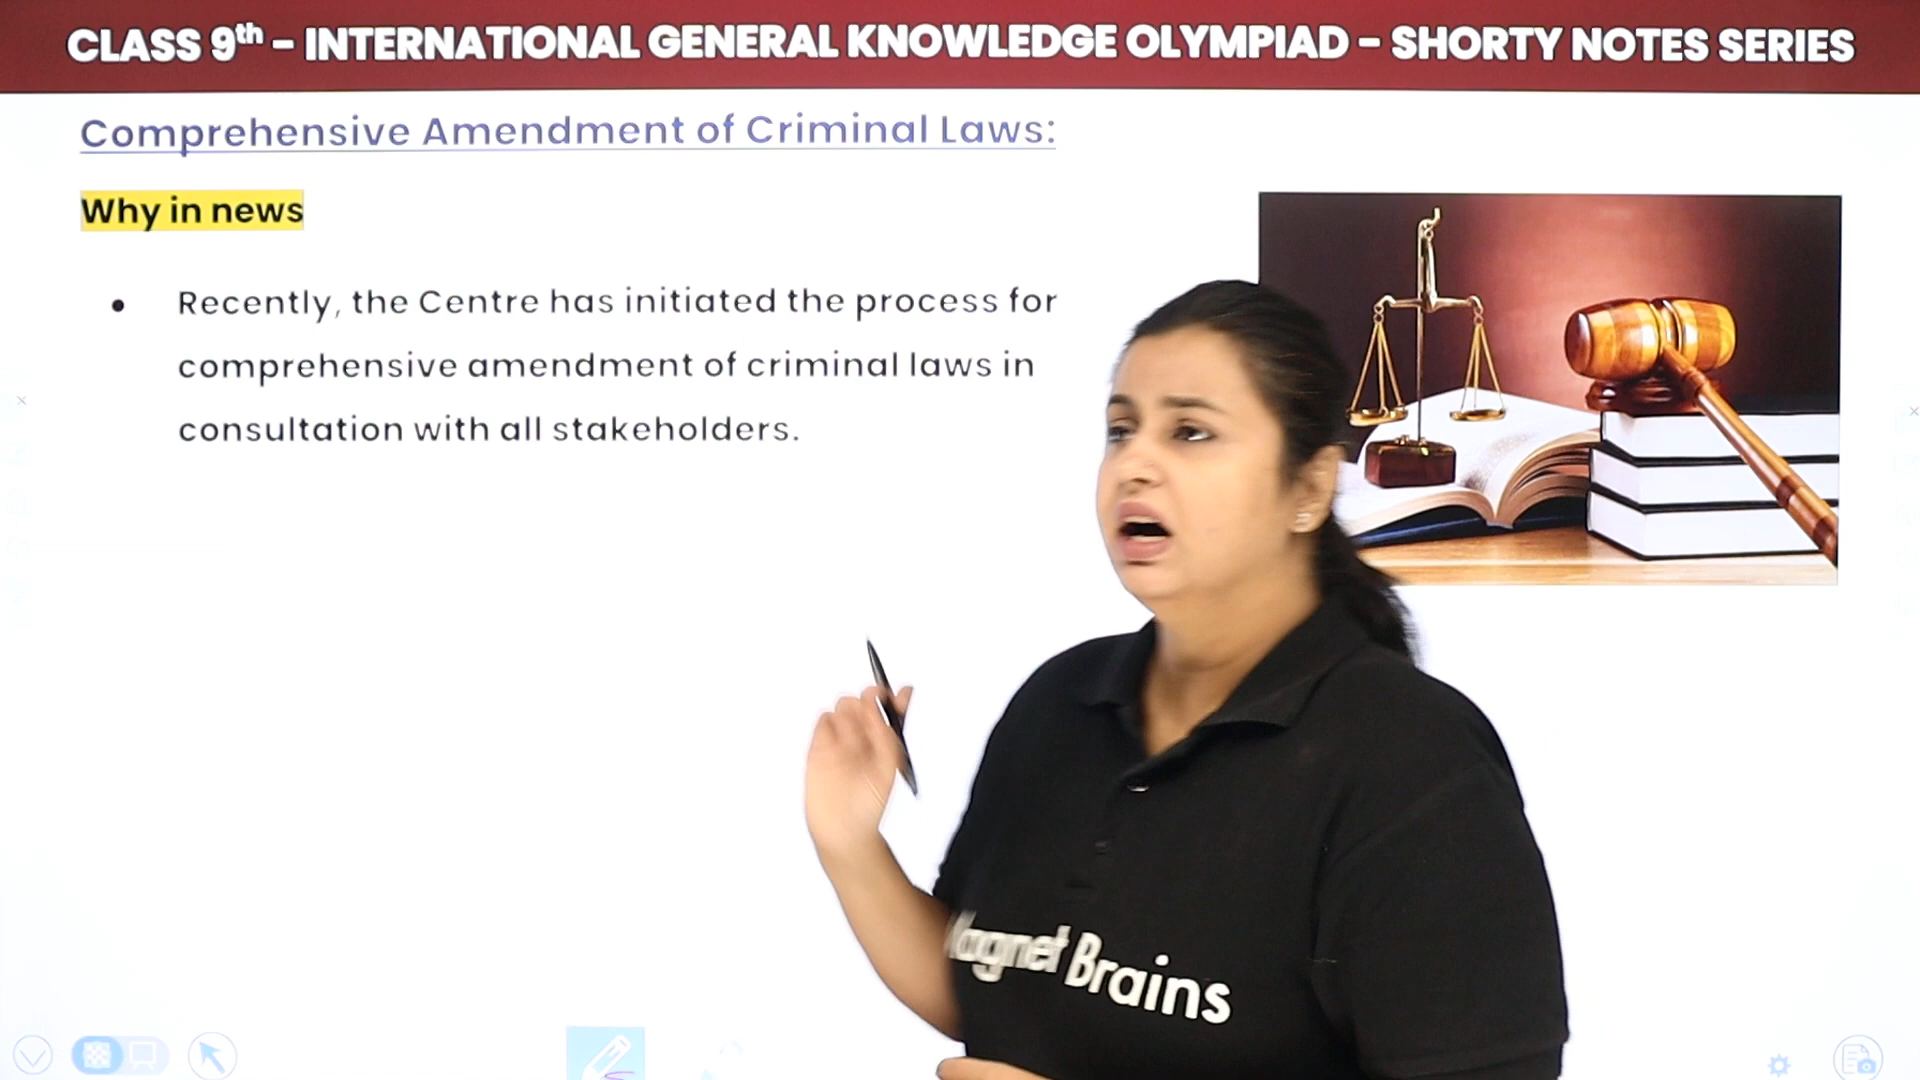 CLASS 9th - INTERNATIONAL GENERAL KNOWLEDGE OLYMPIAD - SHORTY NOTES SERIES
Comprehensive Amendment of Criminal Laws:
Why in news
• Recently, the Centre has initiated the process for
comprehensive amendment of criminal laws in
consultation with all stakeholders.
Magnet Brains